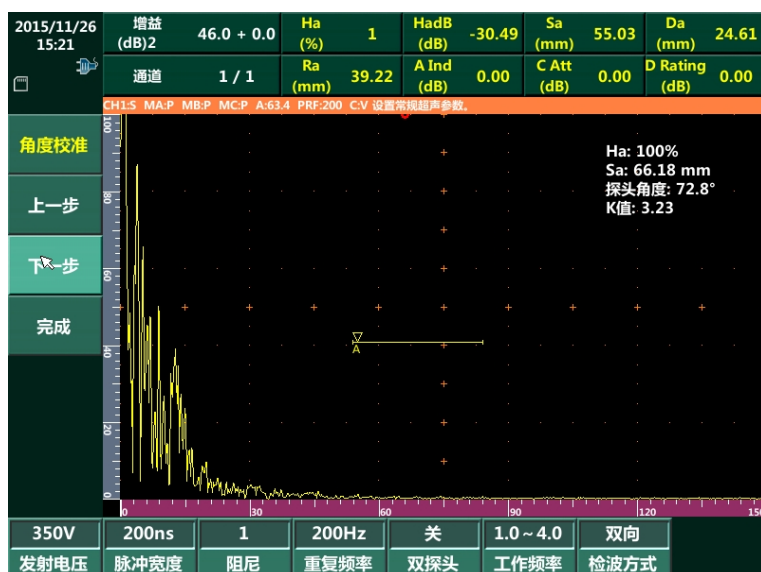 2015/11/26
15:21
增益
(dB)2
46.0 + 0.0
Ha
(%)
1
HadB
(dB)
-30.49
Sa
(mm)
55.03
Da
(mm)
24.61
通道
1 / 1
Ra
(mm)
39.22
A Ind
(dB)
0.00
C Att
(dB)
0.00
D Rating
(dB)
0.00
CH1:S MA:P MB:P MC:P A:63.4 PRF:200 C:V 设置常规超声参数。
角度校准
上一步
下一步
完成
Ha: 100%
Sa: 66.18 mm
探头角度: 72.8°
K值: 3.23
100
80
60
40
20
0
A
0
30
60
90
120
150
350V
200ns
1
200Hz
关
1.0~4.0
双向
发射电压
脉冲宽度
阻尼
重复频率
双探头
工作频率
检波方式